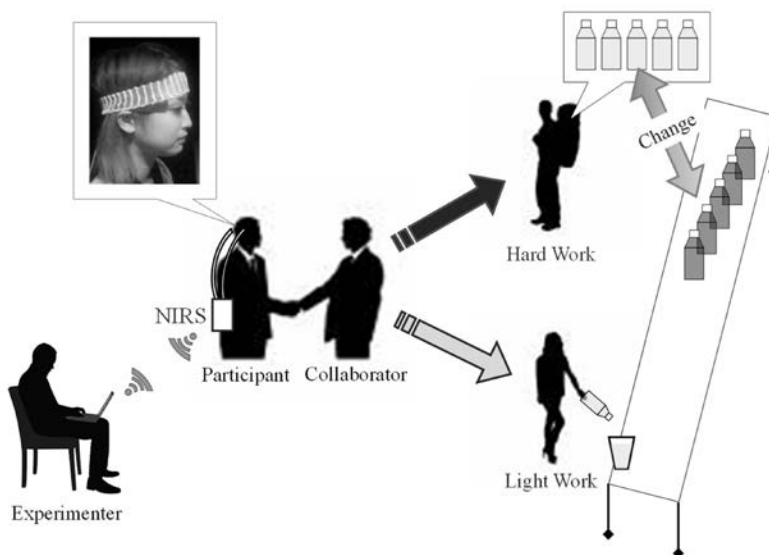 Change
Hard Work
NIRS
Participant
Collaborator
Light Work
Experimenter